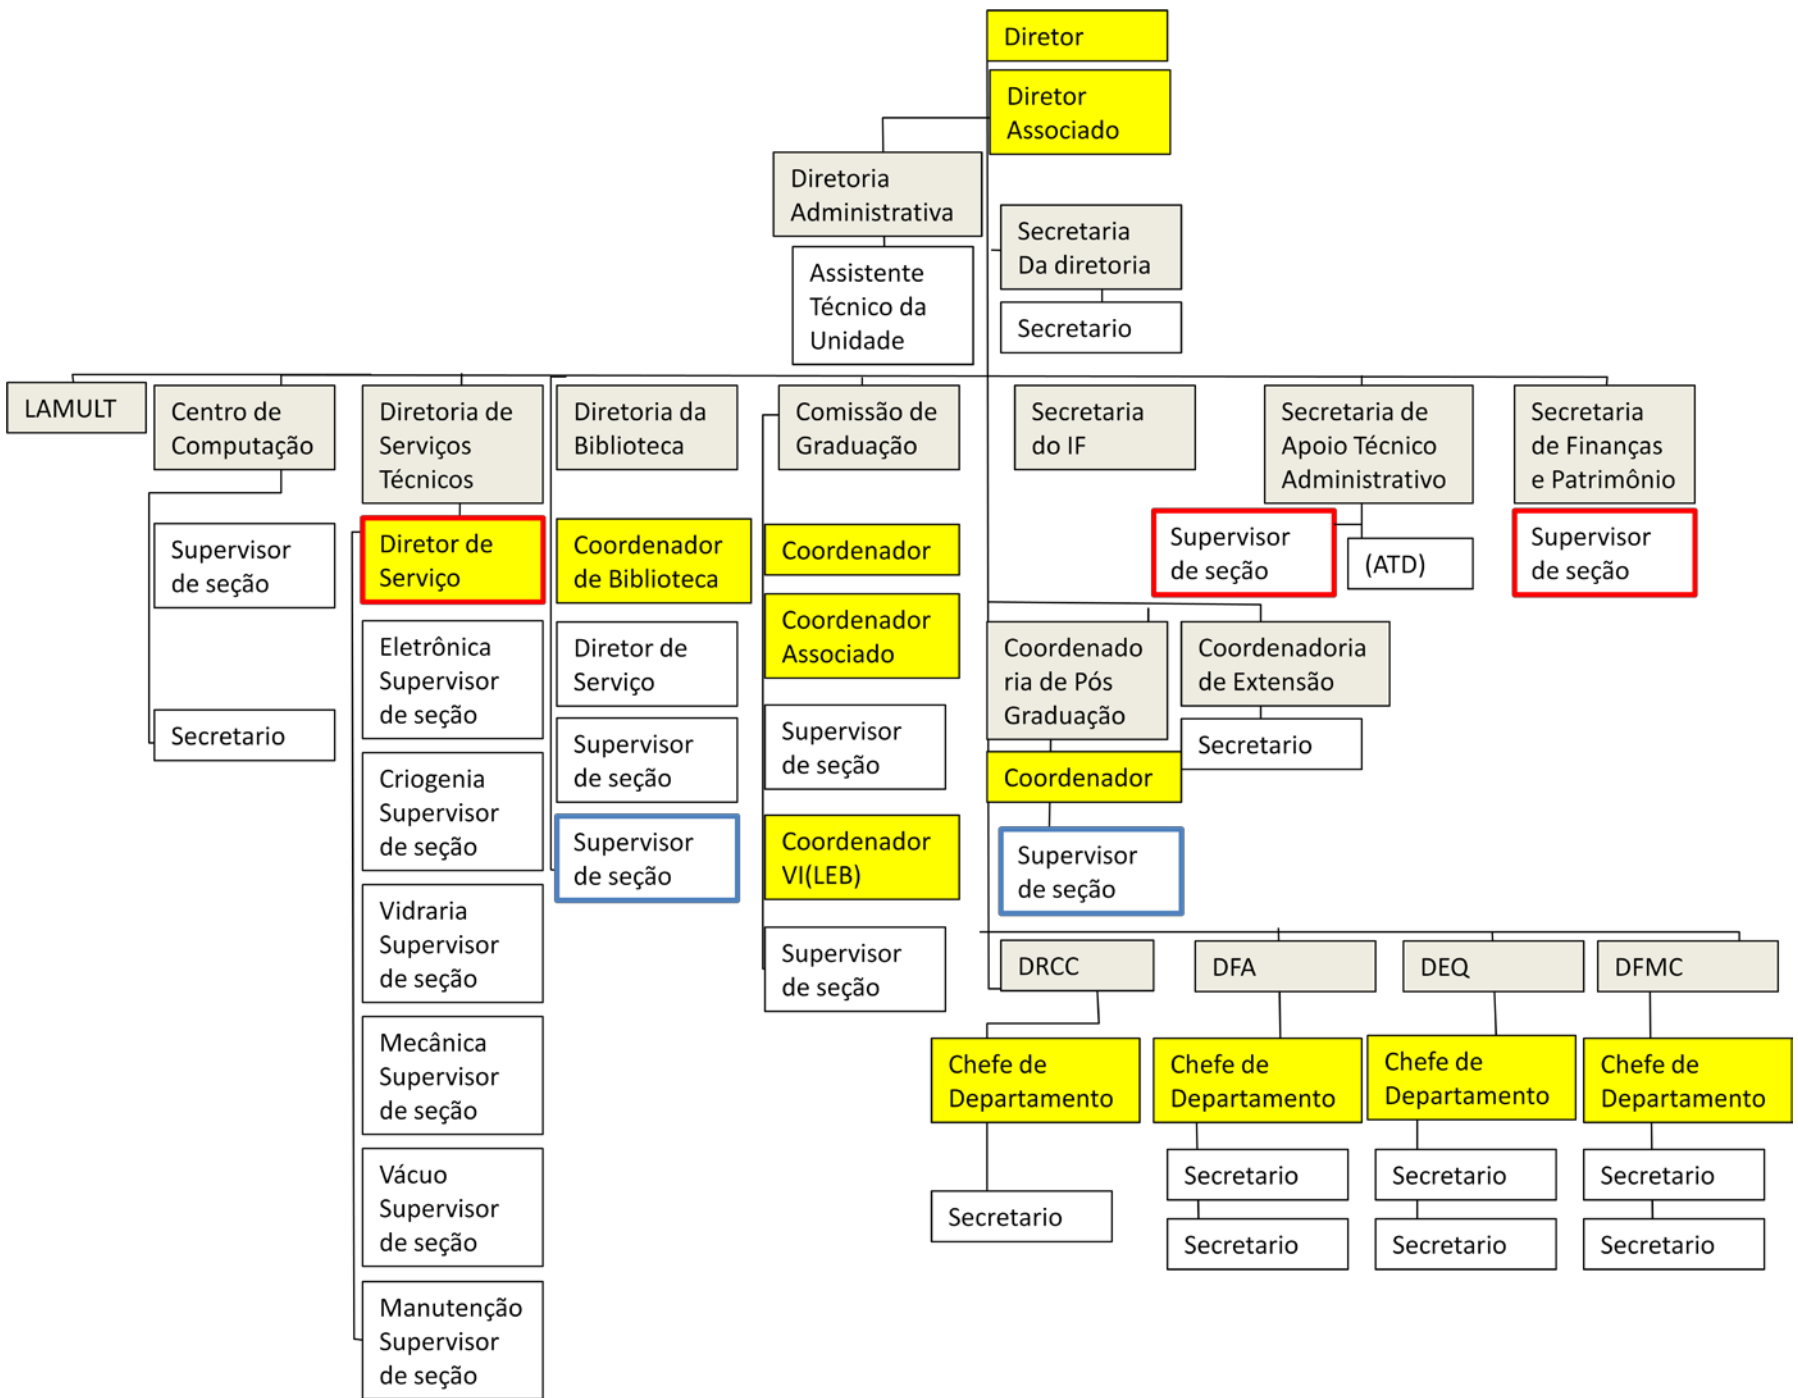 Diretor
Diretor
Associado
Diretoria
Administrativa
Assistente
Técnico da
Unidade
Secretaria
Da diretoria
Secretario
LAMULT
Centro de
Computação
Supervisor
de seção
Secretario
Diretoria de
Serviços
Técnicos
Diretor de
Serviço
Eletrônica
Supervisor
de seção
Criogenia
Supervisor
de seção
Vidraria
Supervisor
de seção
Mecânica
Supervisor
de seção
Vácuo
Supervisor
de seção
Manutenção
Supervisor
de seção
Diretoria da
Biblioteca
Coordenador
de Biblioteca
Diretor de
Serviço
Supervisor
de seção
Supervisor
de seção
Comissão de
Graduação
Coordenador
Coordenador
Associado
Supervisor
de seção
Coordenador
VI(LEB)
Supervisor
de seção
Secretaria
do IF
Secretaria de
Apoio Técnico
Administrativo
Supervisor
de seção
(ATD)
Secretaria
de Finanças
e Patrimônio
Supervisor
de seção
Coordenado
ria de Pós
Graduação
Coordenador
Supervisor
de seção
Coordenadoria
de Extensão
Secretario
DRCC
Chefe de
Departamento
Secretario
DFA
Chefe de
Departamento
Secretario
Secretario
DEQ
Chefe de
Departamento
Secretario
Secretario
DFMC
Chefe de
Departamento
Secretario
Secretario